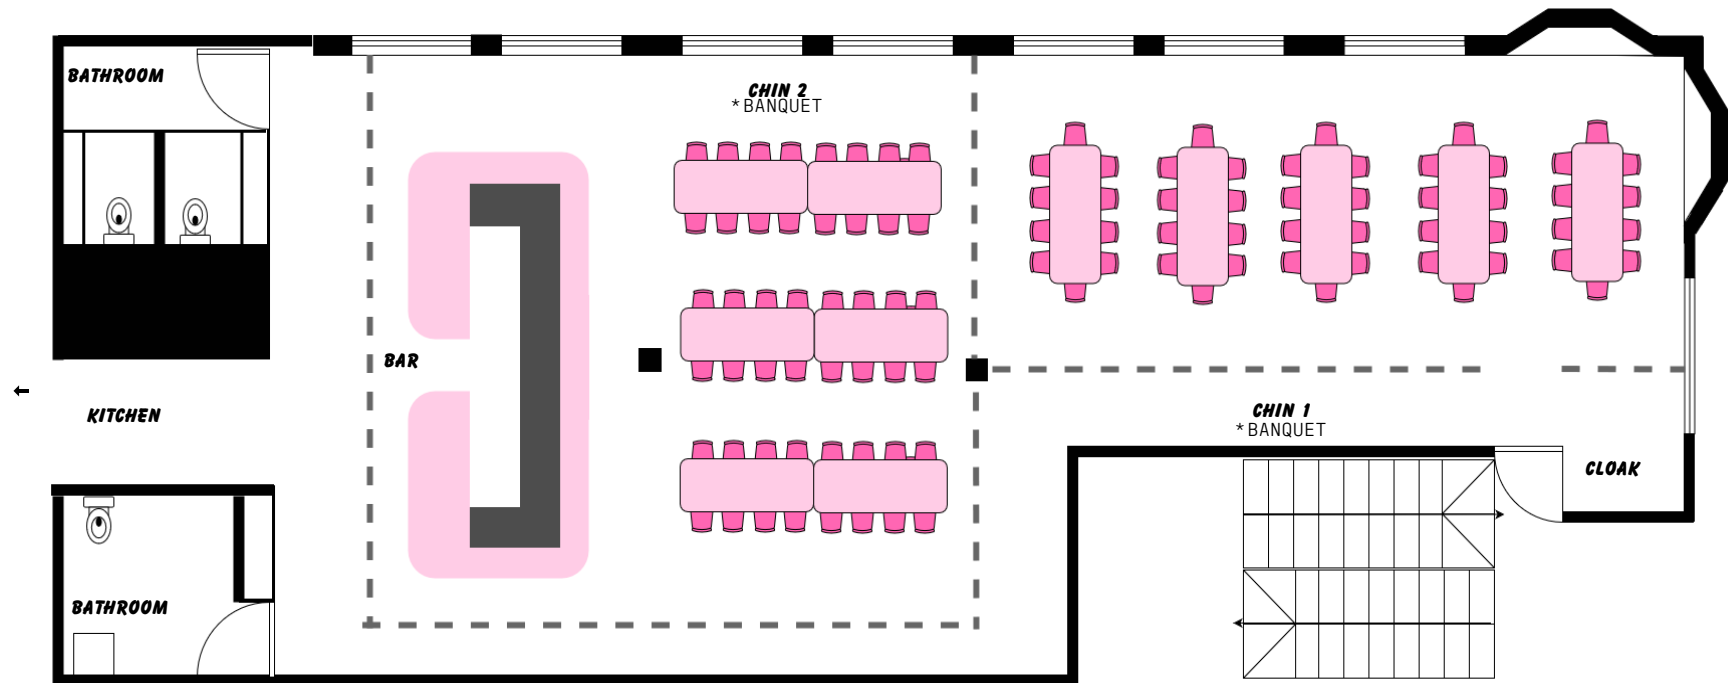 BATHROOM
CHIN 2
*BANQUET
BAR
KITCHEN
CHIN 1
*BANQUET
CLOAK
BATHROOM